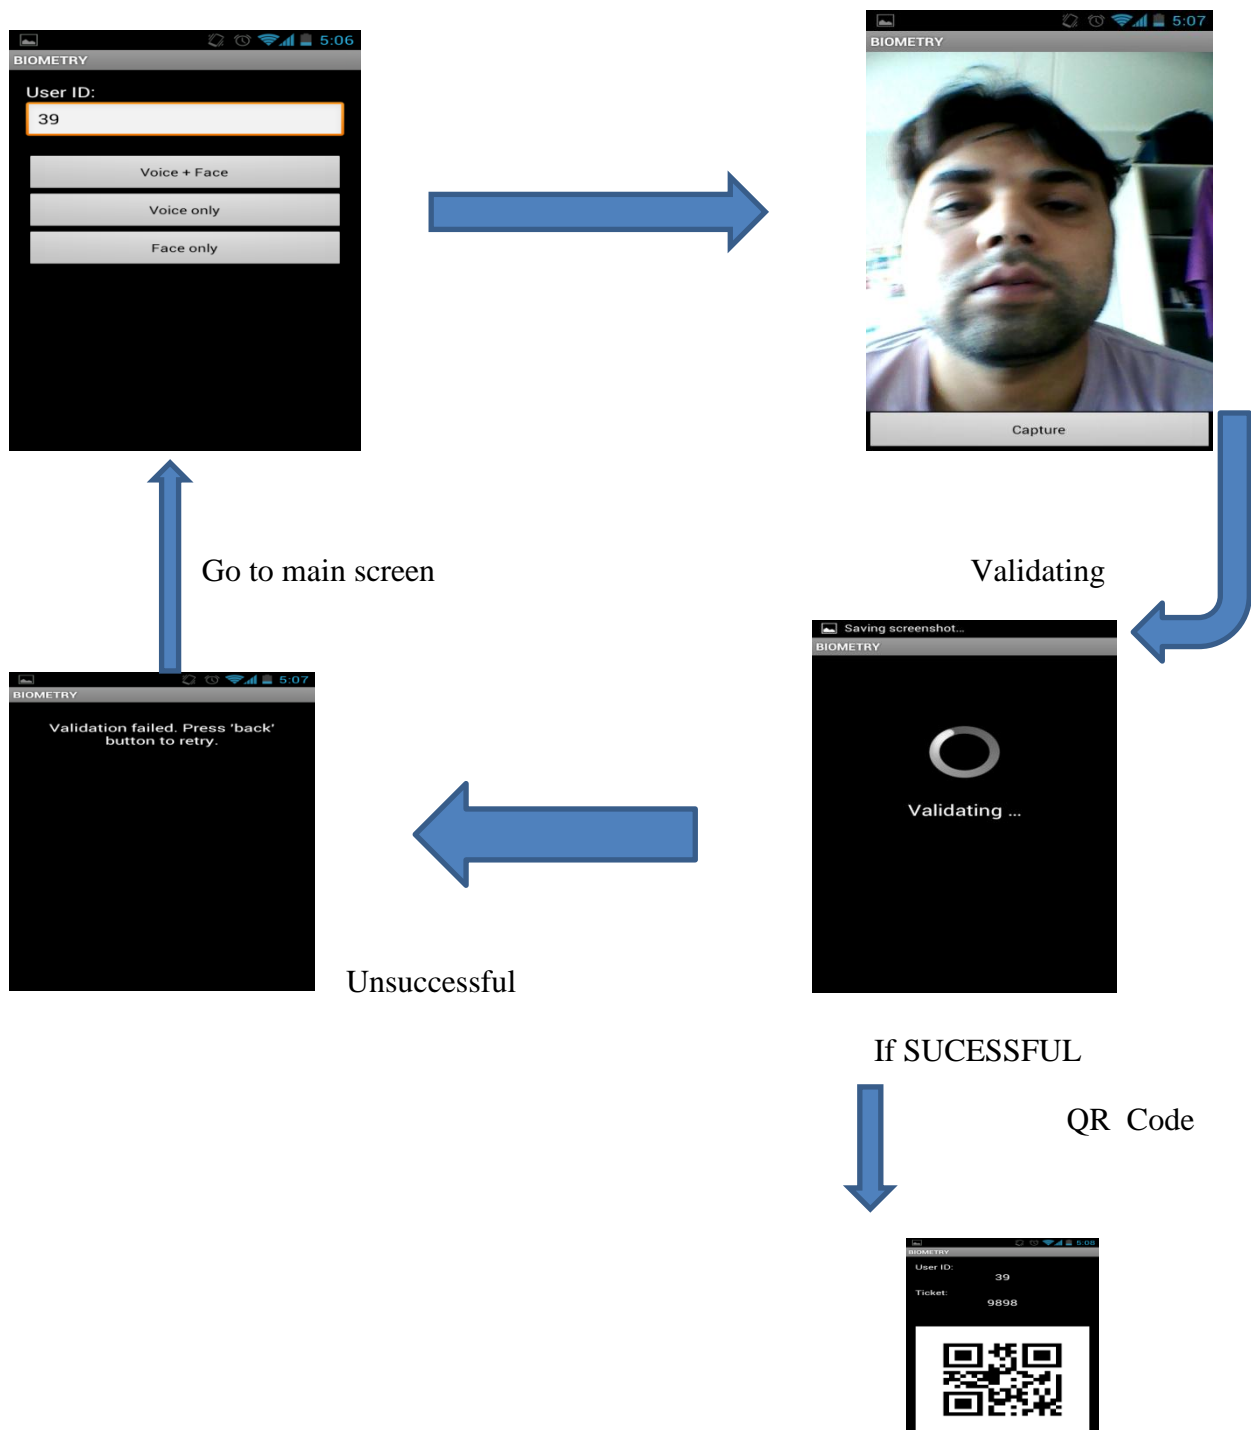 5:06
BIOMETRY
User ID:
39
Voice + Face
Voice only
Face only
5:07
BIOMETRY
Capture
Go to main screen
Validating
Saving screenshot...
BIOMETRY
Validating ...
5:07
BIOMETRY
Validation failed. Press 'back'
button to retry.
Unsuccessful
If SUCESSFUL
QR Code
5:08
BIOMETRY
User ID:
39
Ticket:
9898